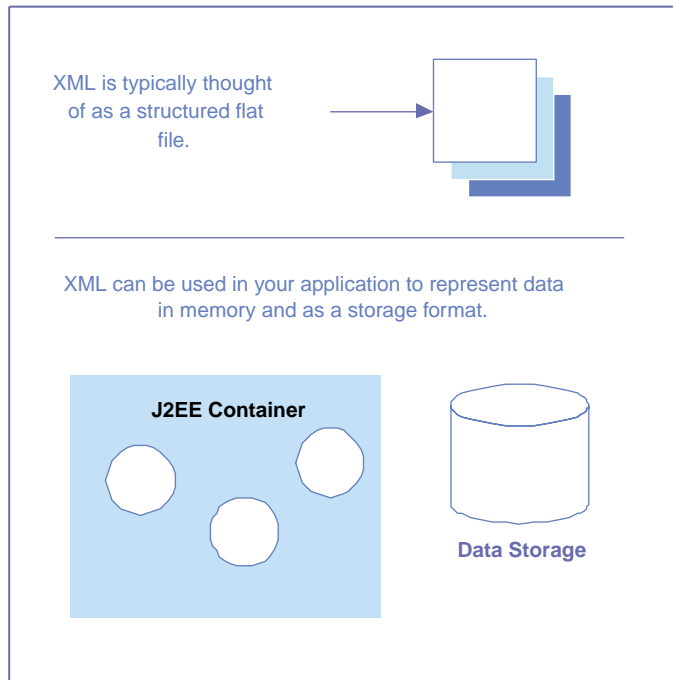 XML is typically thought
of as a structured flat
file.
XML can be used in your application to represent data
in memory and as a storage format.
J2EE Container
Data Storage